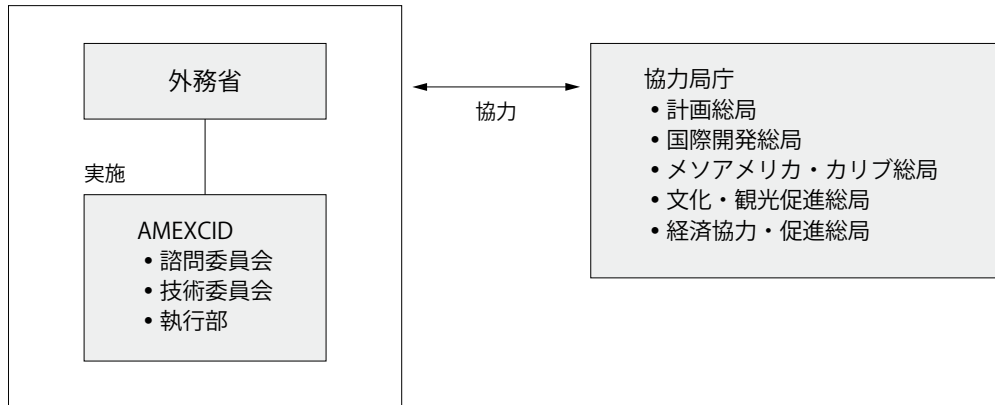 外務省
実施
AMEXCID
•諮問委員会
•技術委員会
•執行部
協力
協力局庁
•計画総局
•国際開発総局
•メソアメリカ・カリブ総局
•文化・観光促進総局
•経済協力・促進総局